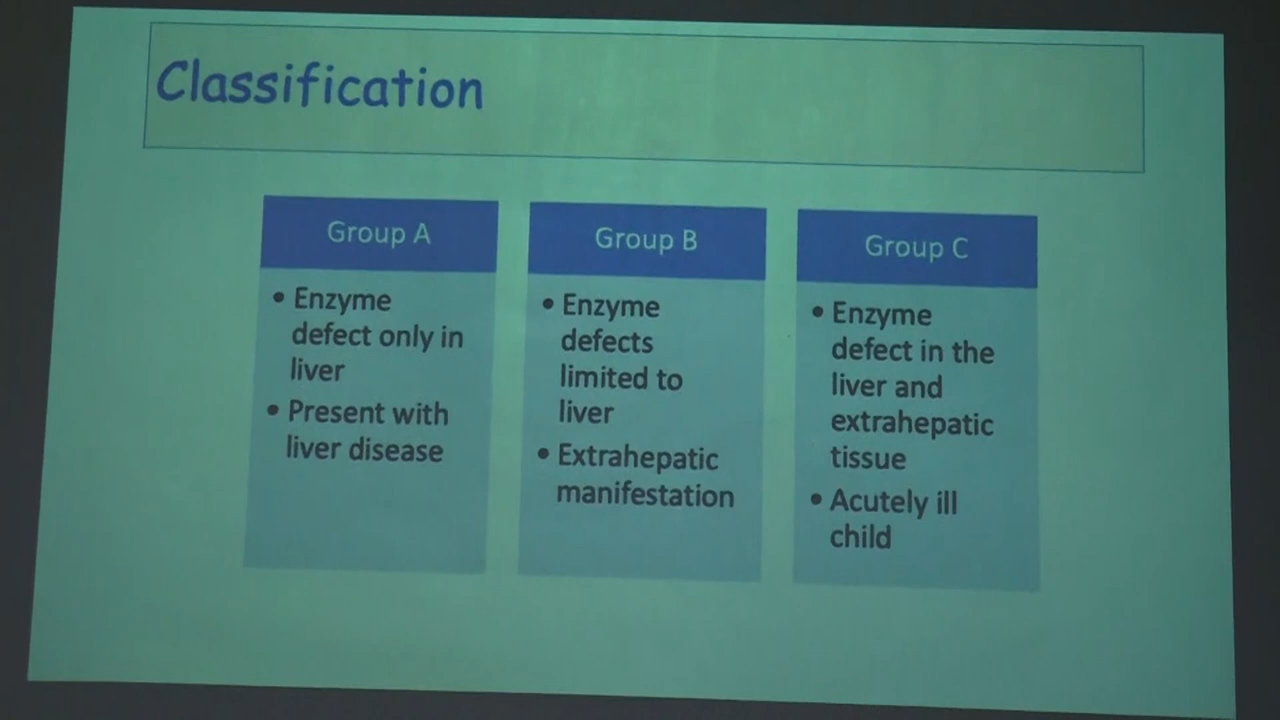 Classification
Group A
• Enzyme
defect only in
liver
• Present with
liver disease
Group B
• Enzyme
defects
limited to
liver
• Extrahepatic
manifestation
Group C
• Enzyme
defect in the
liver and
extrahepatic
tissue
• Acutely ill
child